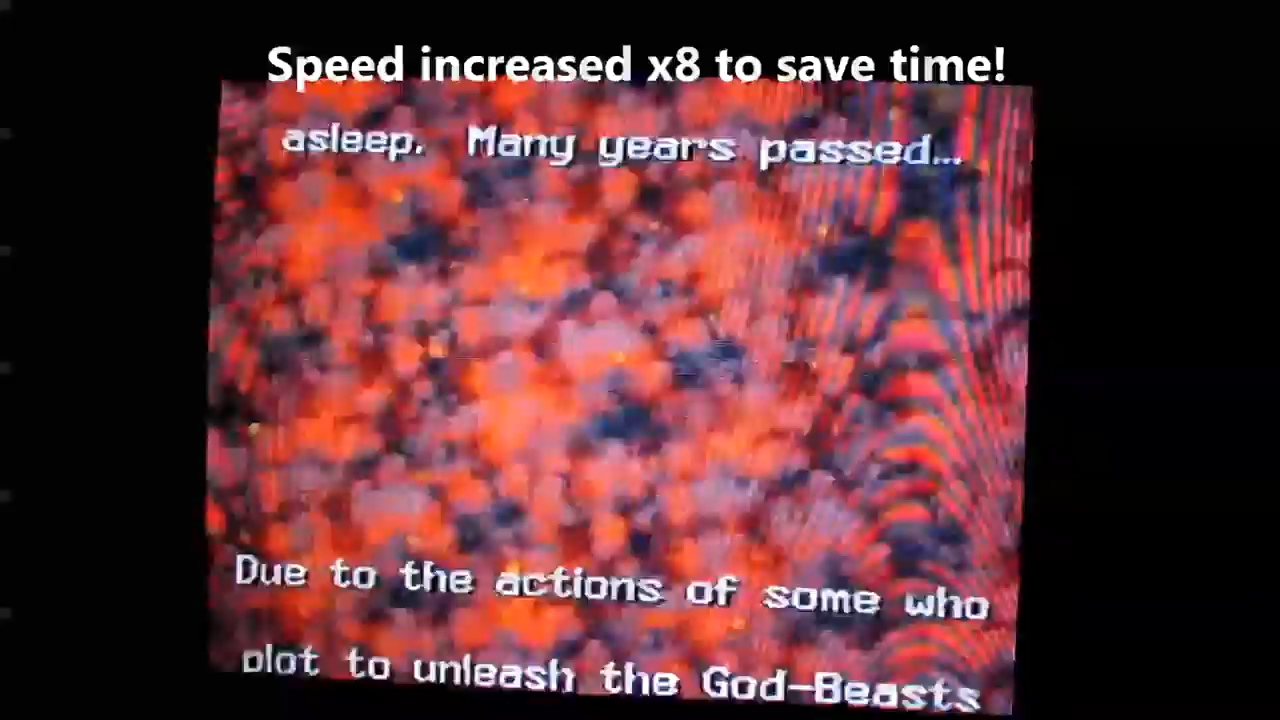 Speed increased x8 to save time!
asleep. Many years passed...
Due to the actions of some who
plot to unleash the God-Beasts